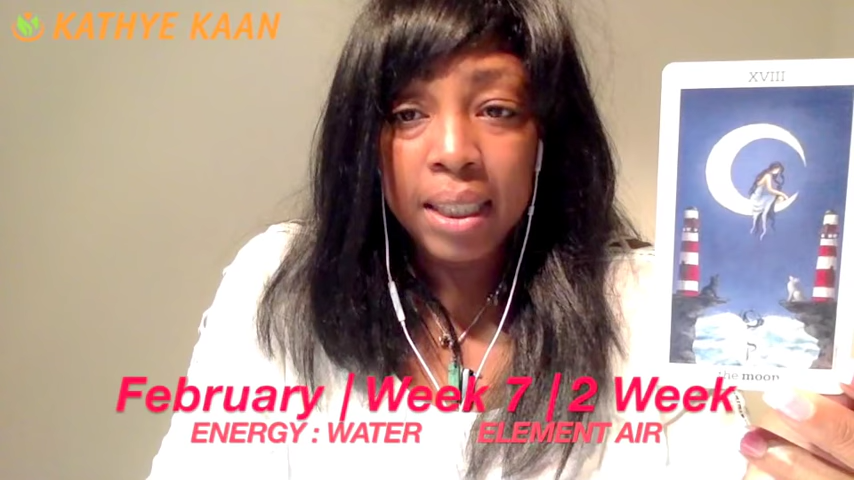 KATHYE KAAN
XVIII
the moon
February | Week 7 | 2 Week
ENERGY : WATER ELEMENT AIR